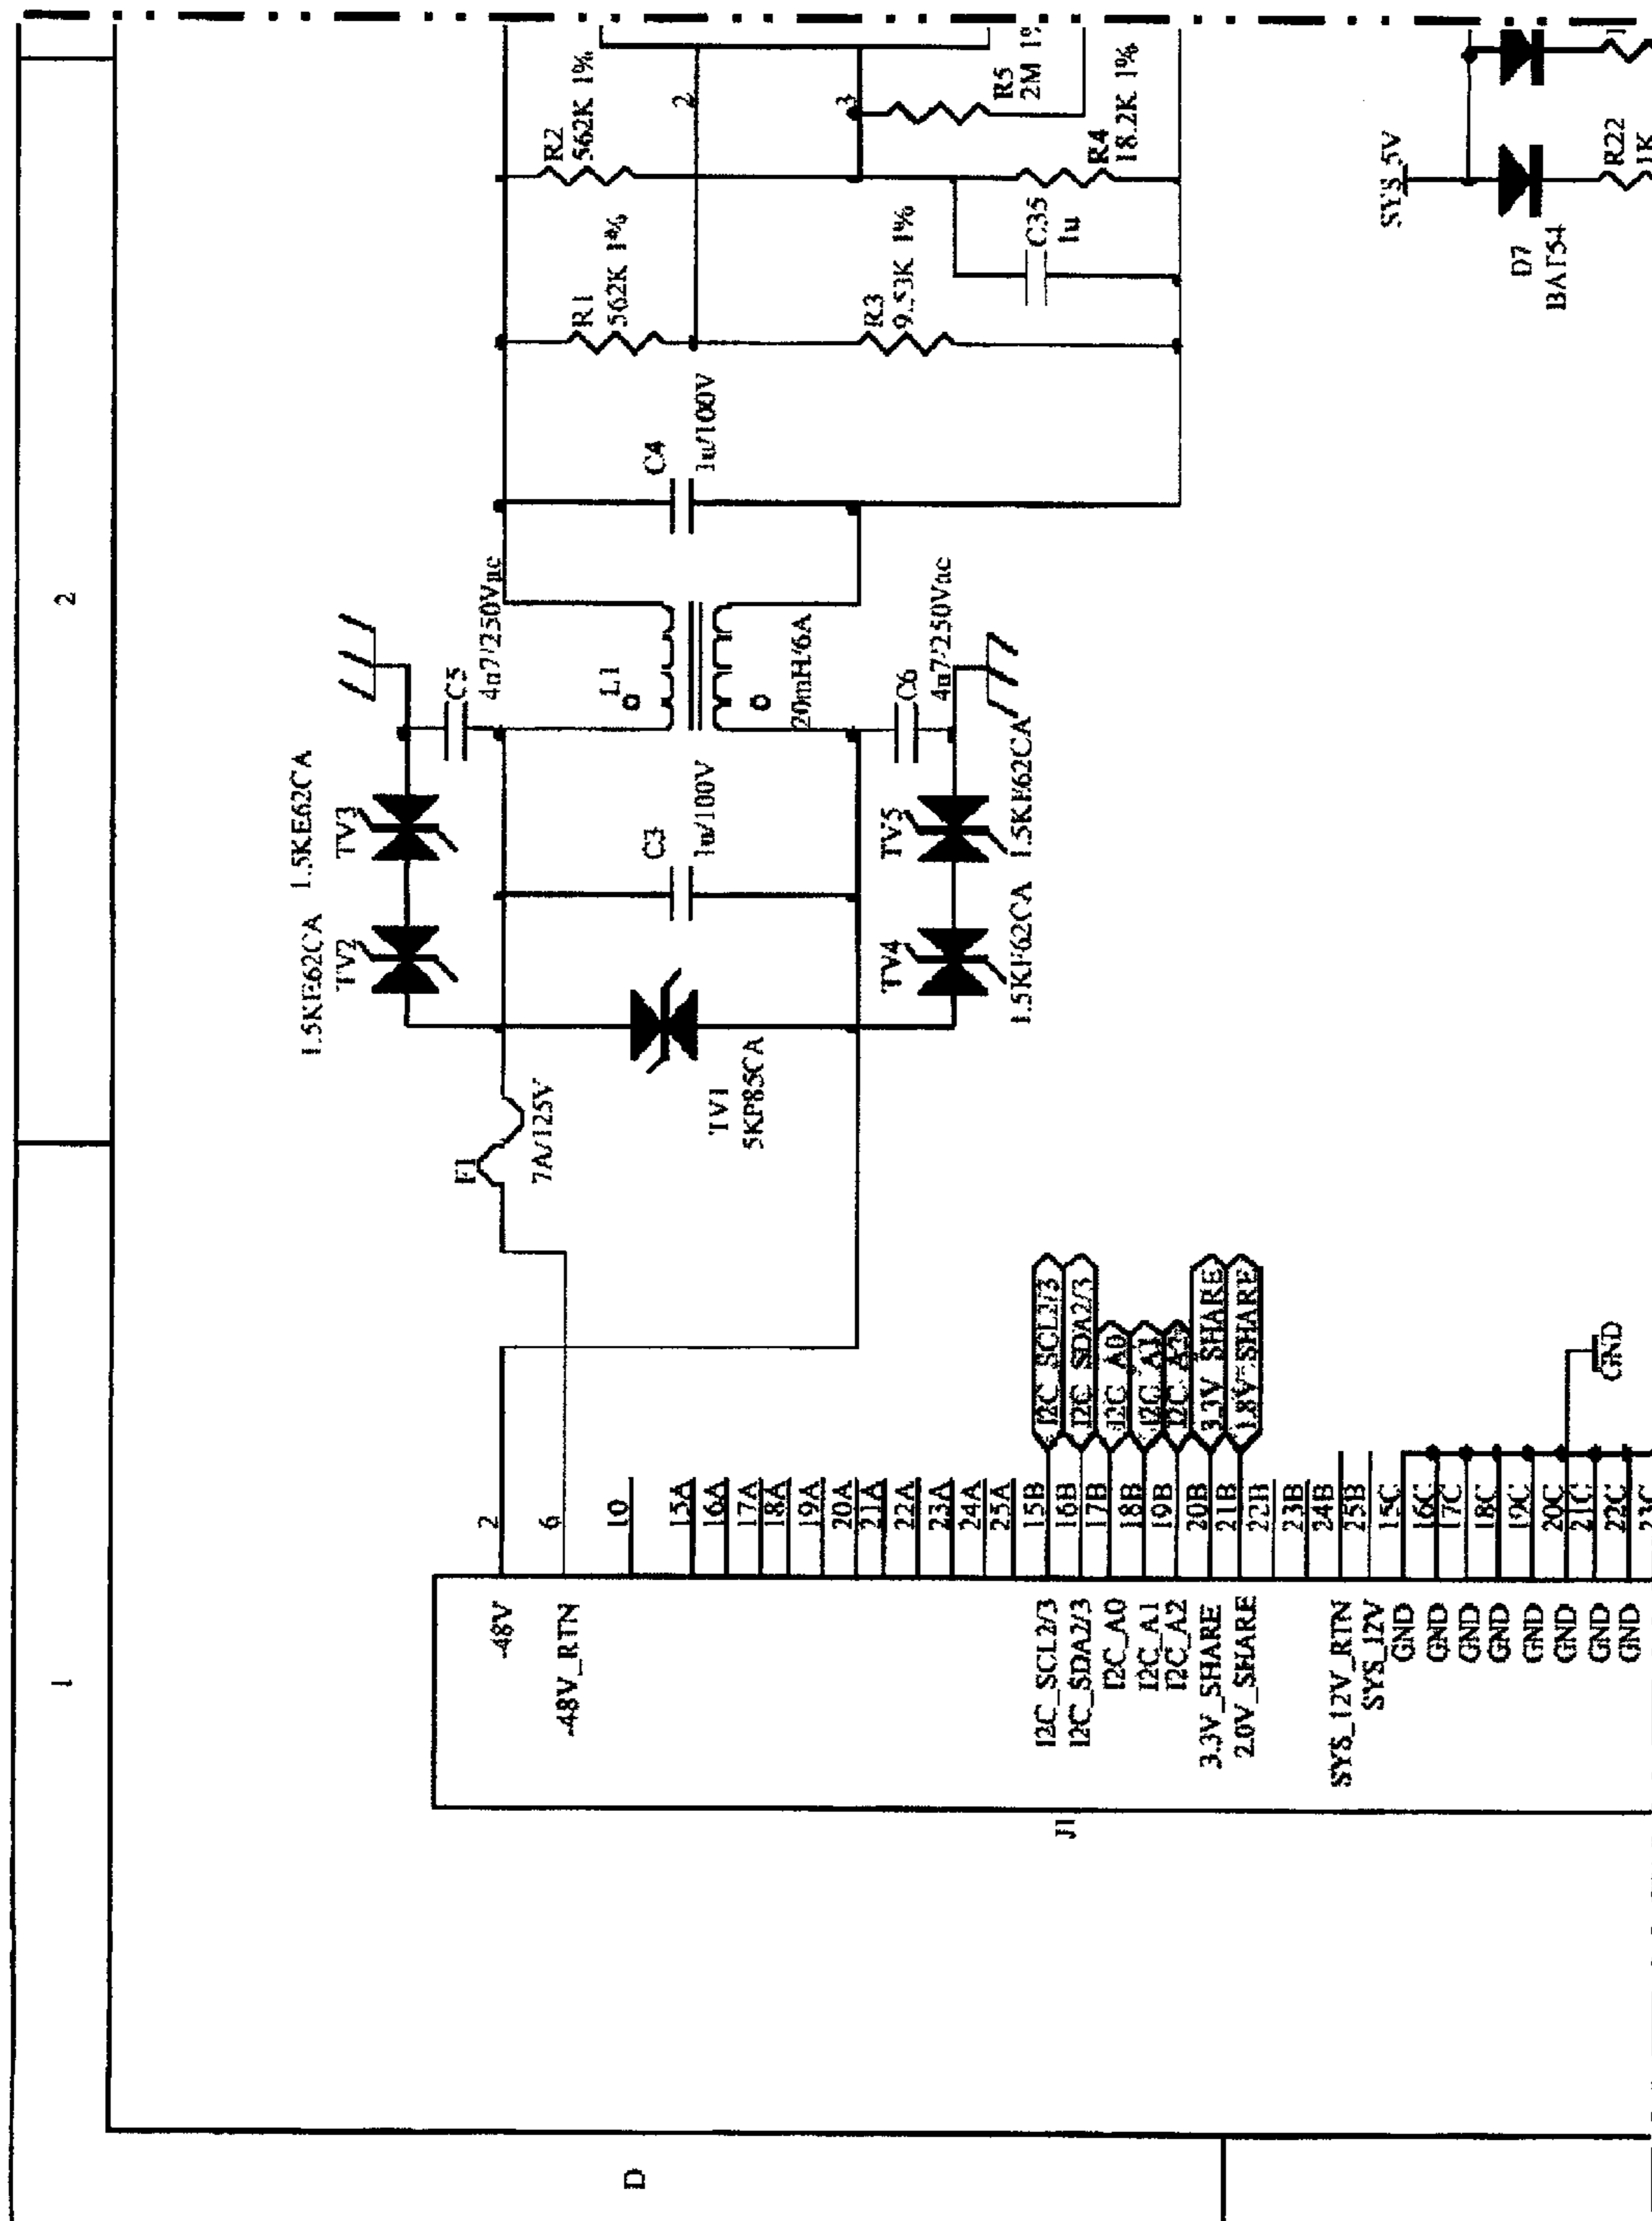 1
2
D
J1
-48V
2
-48V_RTN
6
10
15A
16A
17A
18A
19A
20A
21A
22A
23A
24A
25A
I2C_SCL2/3
15B
I2C_SCL2/3
I2C_SDA2/3
16B
I2C_SDA2/3
I2C_A0
17B
I2C_A0
I2C_A1
18B
I2C_A1
I2C_A2
19B
I2C_A2
3.3V_SHARE
20B
3.3V_SHARE
2.0V_SHARE
21B
1.8V_SHARE
22B
23B
24B
SYS_12V_RTN
25B
SYS_12V
15C
GND
16C
GND
17C
GND
18C
GND
19C
GND
20C
GND
21C
GND
22C
GND
23C
GND
F1
7A/125V
1.5KE62CA
TV2
1.5KE62CA
TV3
TV1
5KP85CA
C3
1u/100V
TV4
1.5KE62CA
TV5
1.5KE62CA
C5
4n7/250Vac
L1
20mH/6A
C6
4n7/250Vac
C4
1u/100V
R1
562K 1%
R2
562K 1%
2
3
R3
9.53K 1%
C35
1u
R4
18.2K 1%
R5
2M
SYS_5V
D7
BAT54
R22
1K